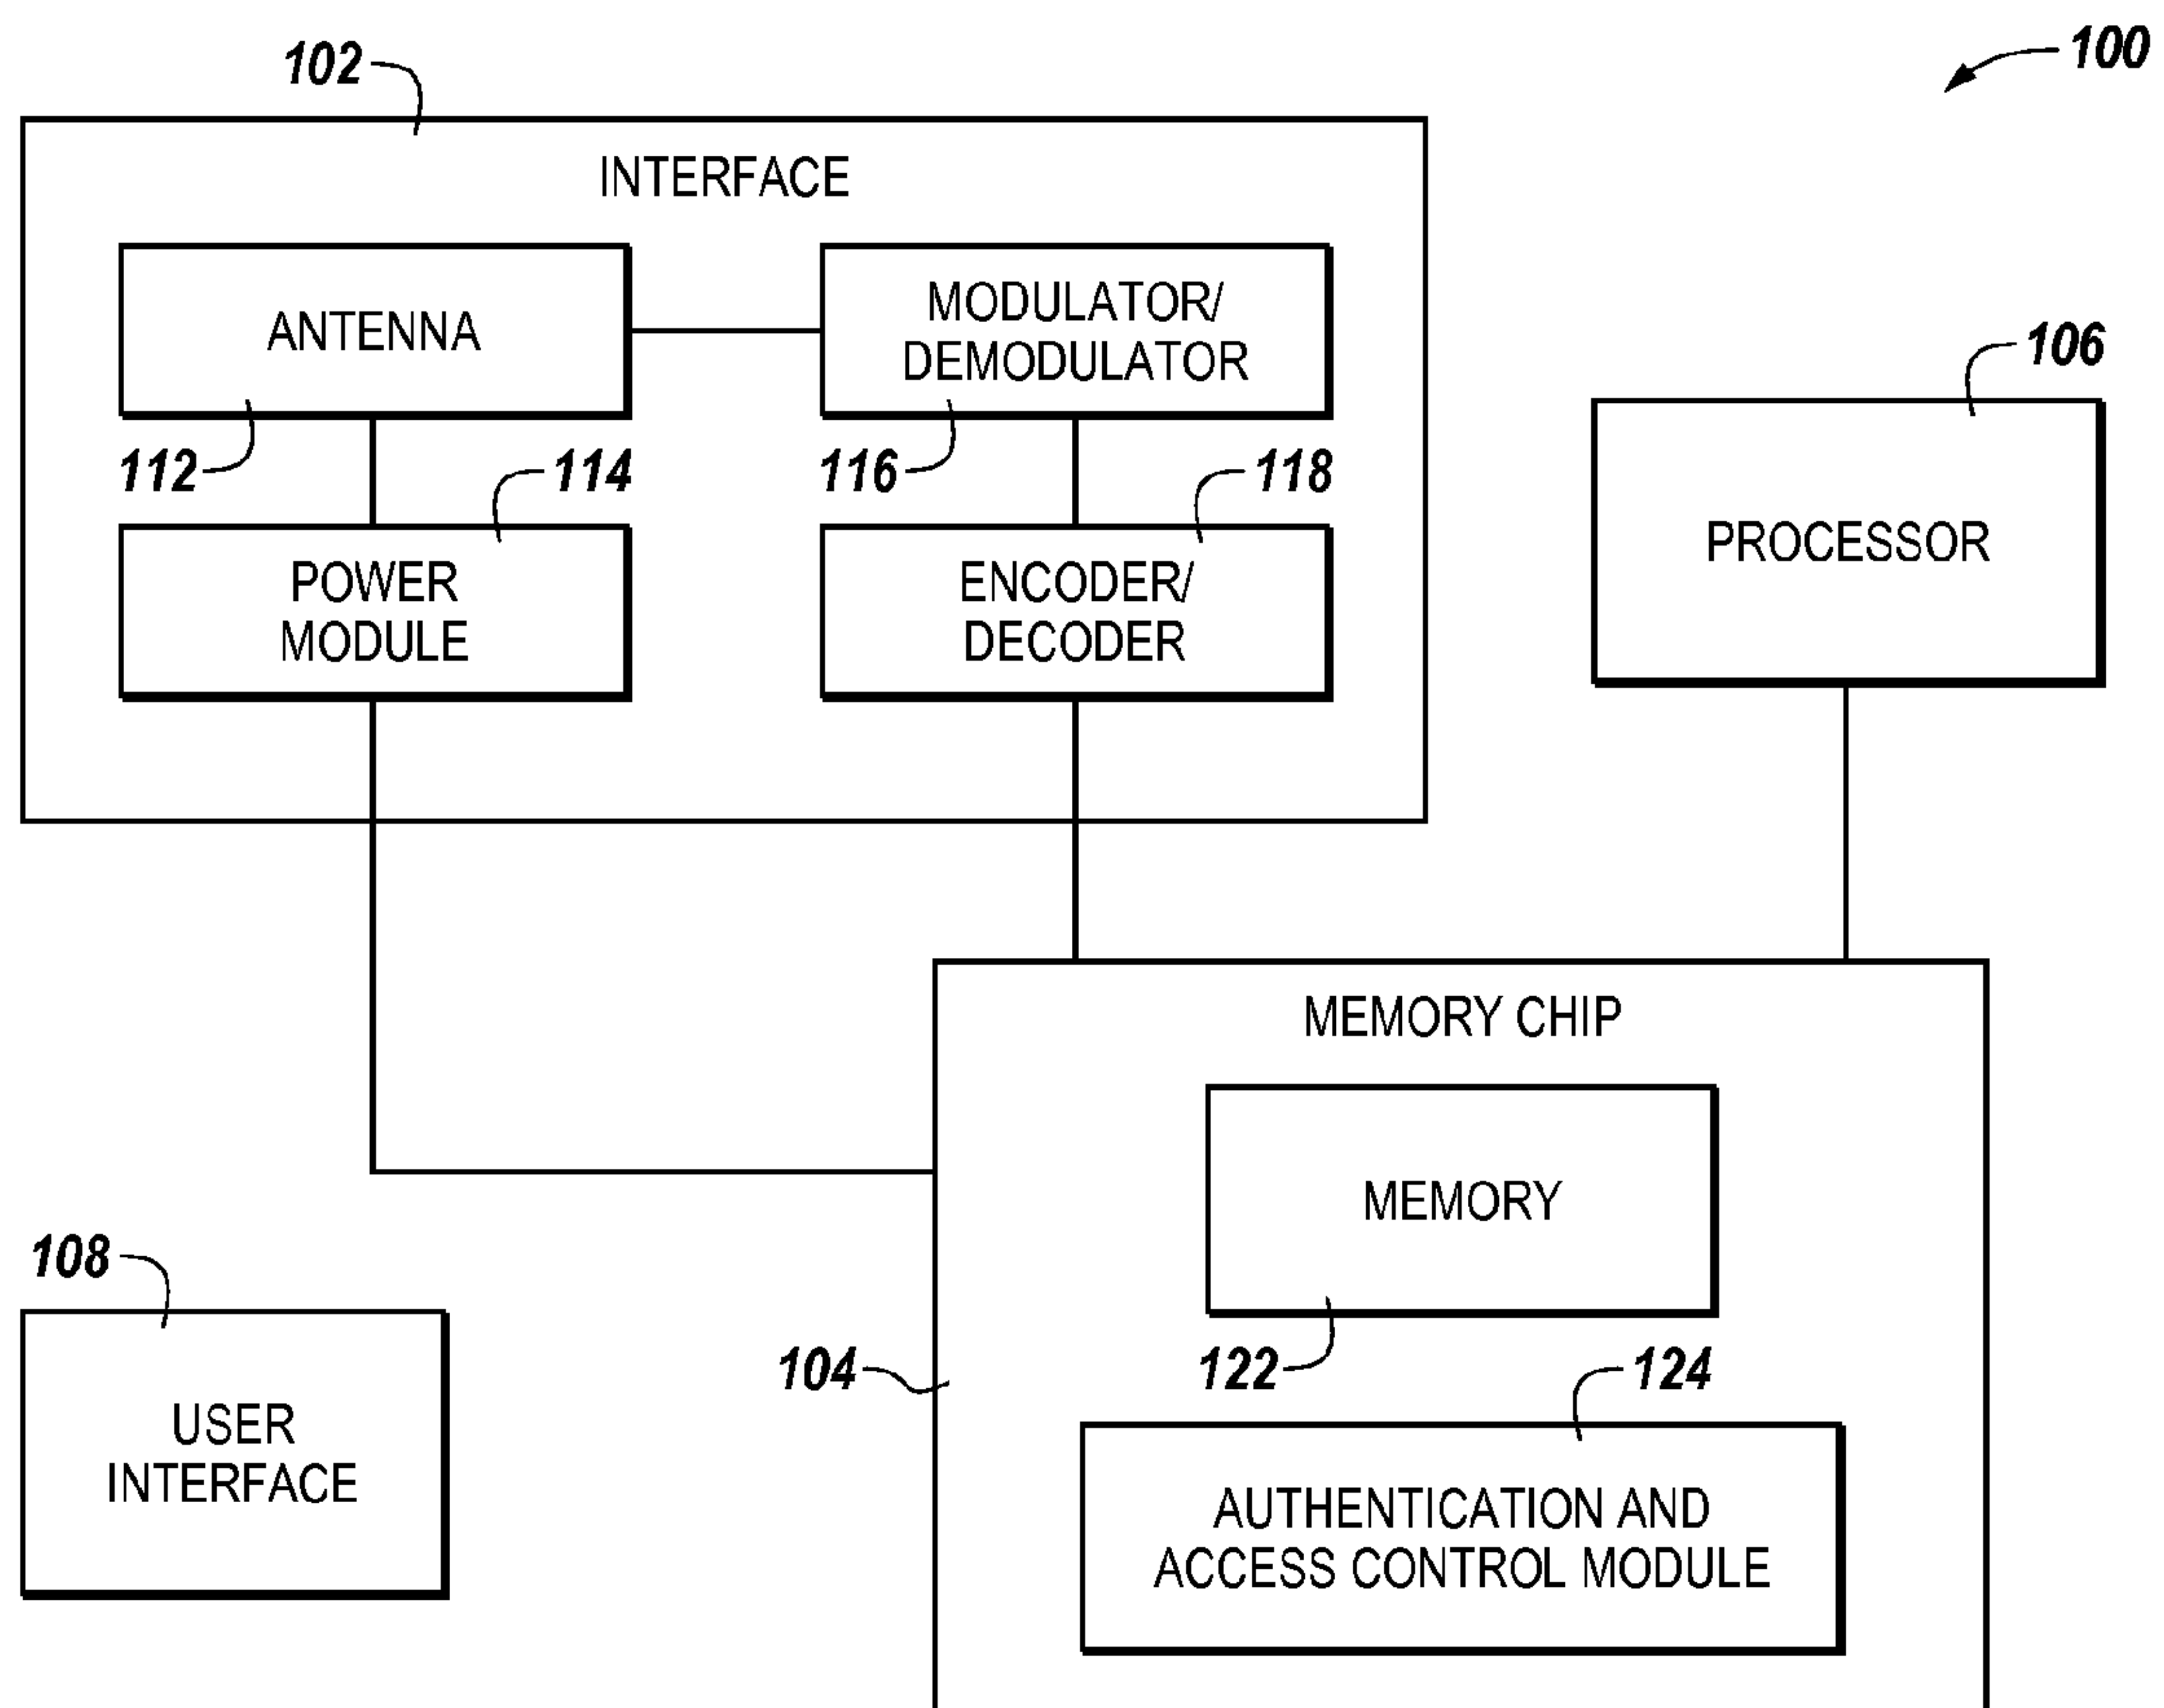 100
102
INTERFACE
ANTENNA
MODULATOR/
DEMODULATOR
106
112
114
116
118
PROCESSOR
POWER
MODULE
ENCODER/
DECODER
MEMORY CHIP
MEMORY
108
104
122
124
USER
INTERFACE
AUTHENTICATION AND
ACCESS CONTROL MODULE